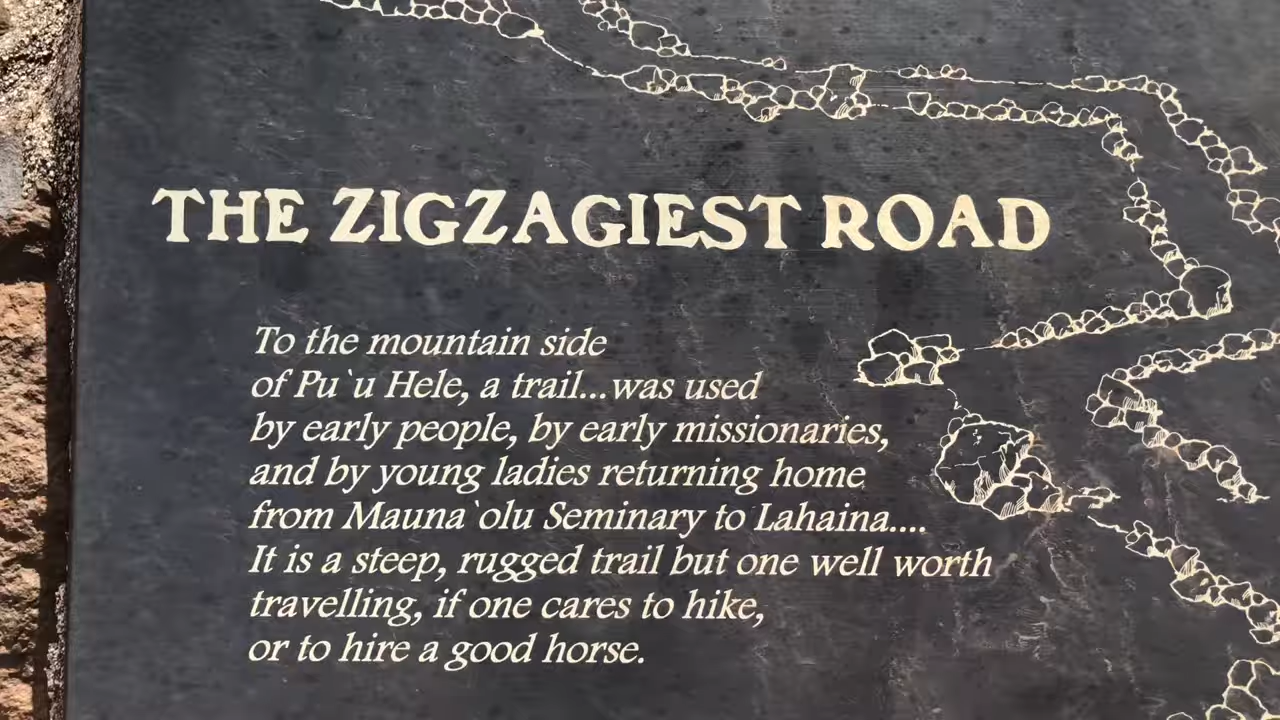 THE ZIGZAGIEST ROAD
To the mountain side
of Pu`u Hele, a trail...was used
by early people, by early missionaries,
and by young ladies returning home
from Mauna`olu Seminary to Lahaina....
It is a steep, rugged trail but one well worth
travelling, if one cares to hike,
or to hire a good horse.